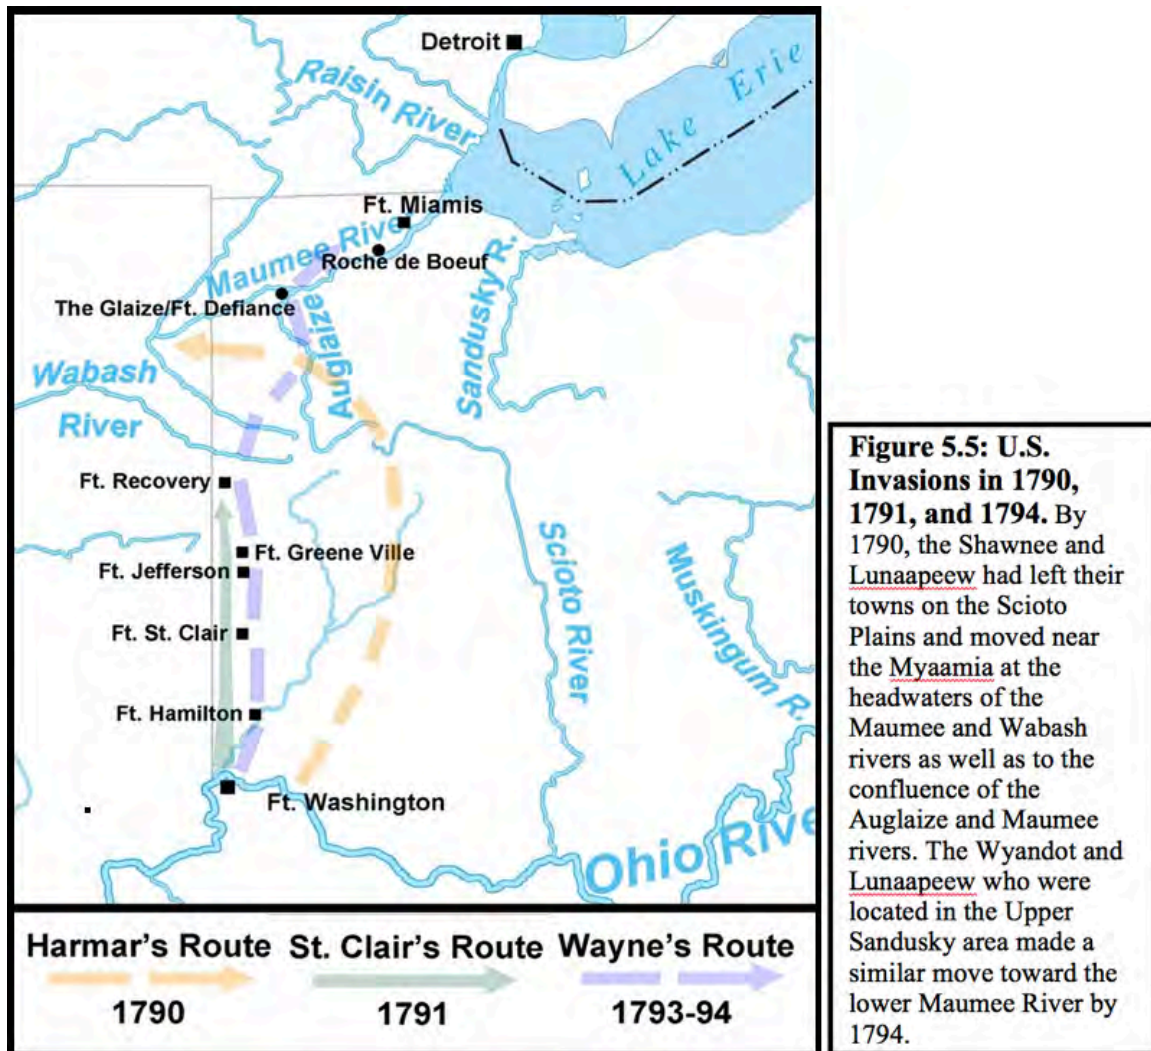 Detroit
Raisin River
Lake Erie
Ft. Miamis
Maumee River
Roche de Boeuf
Sandusky R.
The Glaize/Ft. Defiance
Auglaize
Wabash
River
Ft. Recovery
Ft. Greene Ville
Ft. Jefferson
Scioto River
Muskingum R.
Ft. St. Clair
Ft. Hamilton
Ft. Washington
Ohio Rive
Harmar's Route
1790
St. Clair's Route
1791
Wayne's Route
1793-94
Figure 5.5: U.S.
Invasions in 1790,
1791, and 1794. By
1790, the Shawnee and
Lunaapeew had left their
towns on the Scioto
Plains and moved near
the Myaamia at the
headwaters of the
Maumee and Wabash
rivers as well as to the
confluence of the
Auglaize and Maumee
rivers. The Wyandot and
Lunaapeew who were
located in the Upper
Sandusky area made a
similar move toward the
lower Maumee River by
1794.